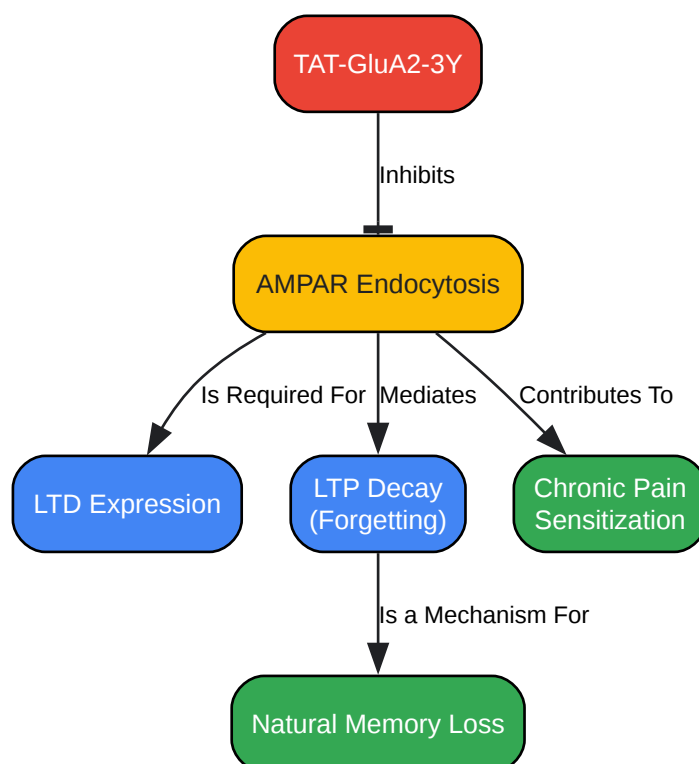 TAT-GluA2-3Y
Inhibits
AMPAR Endocytosis
Is Required For
Mediates
Contributes To
LTD Expression
LTP Decay
(Forgetting)
Chronic Pain
Sensitization
Is a Mechanism For
Natural Memory Loss